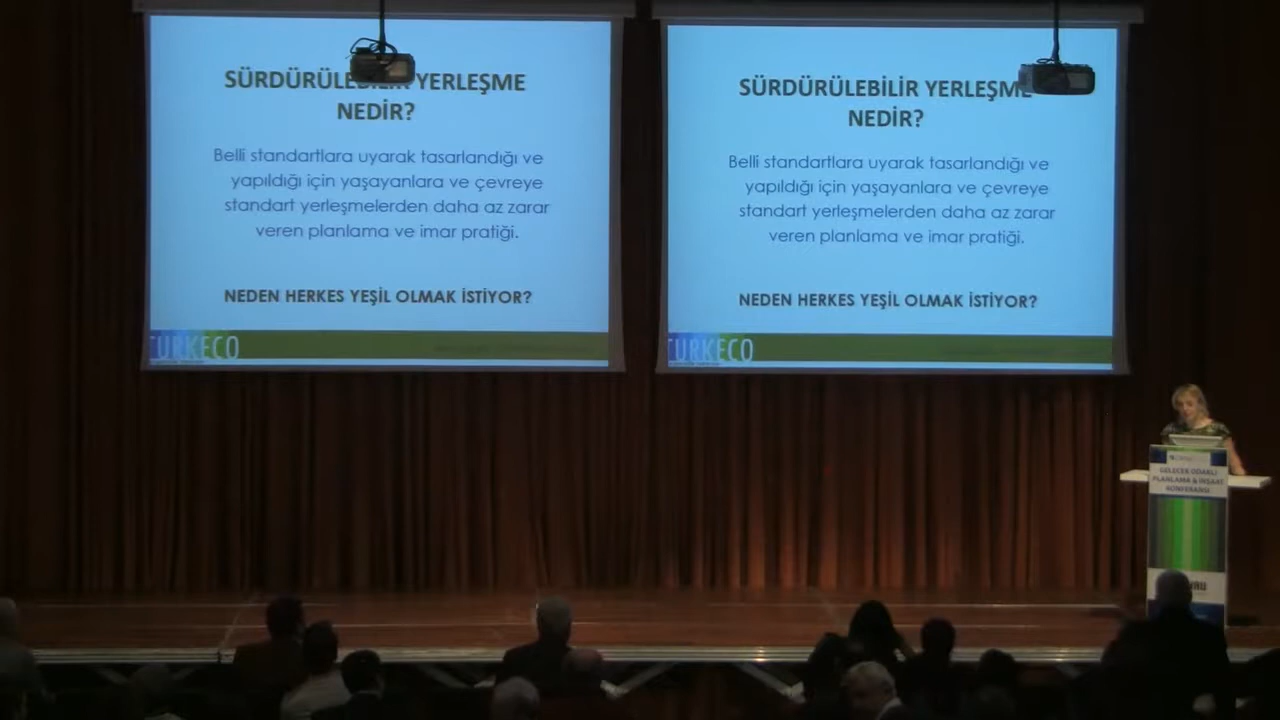 SÜRDÜRÜLEBİLİR YERLEŞME
NEDİR?
Belli standartlara uyarak tasarlandığı ve
yapıldığı için yaşayanlara ve çevreye
standart yerleşmelerden daha az zarar
veren planlama ve imar pratiği.
NEDEN HERKES YEŞİL OLMAK İSTİYOR?
TURKECO
SÜRDÜRÜLEBİLİR YERLEŞME
NEDİR?
Belli standartlara uyarak tasarlandığı ve
yapıldığı için yaşayanlara ve çevreye
standart yerleşmelerden daha az zarar
veren planlama ve imar pratiği.
NEDEN HERKES YEŞİL OLMAK İSTİYOR?
TURKECO
GELECEK ODAKLI
PLANLAMA & İNŞAAT
KONFERANSI